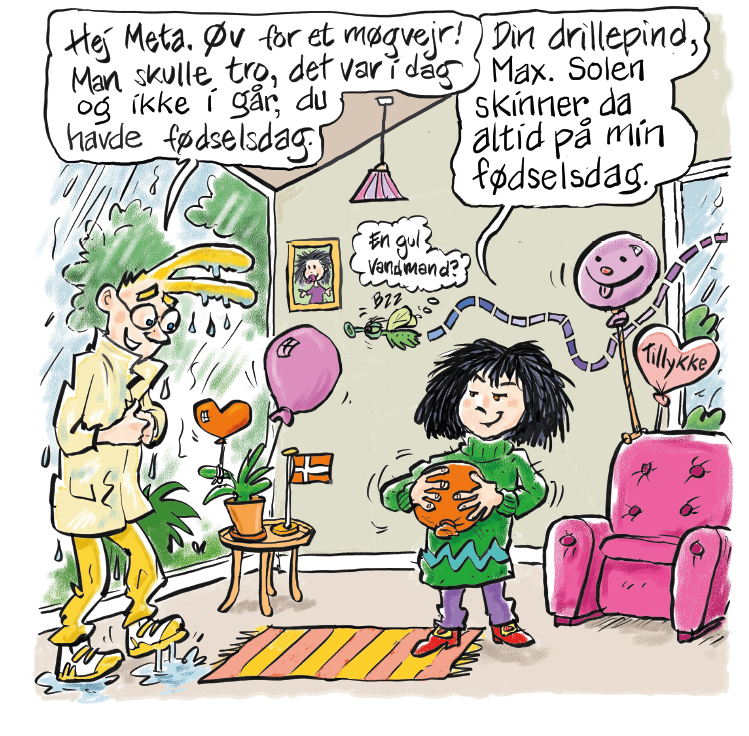 Hej Meta. Øv for et møgvejr!
Man skulle tro, det var i dag
og ikke i går, du
havde fødselsdag.
Din drillepind,
Max. Solen
skinner da
altid på min
fødselsdag.
En gul
vandmand?
BZZ
Tillykke